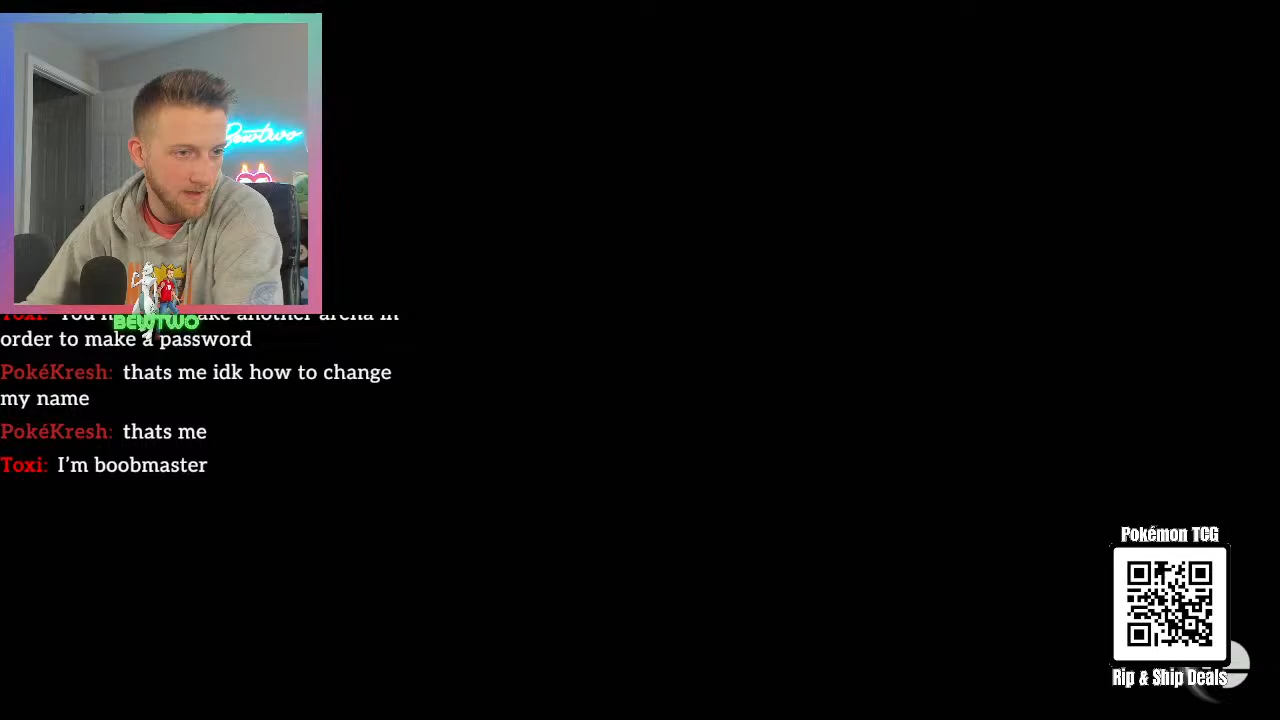 Bewtwo
BEWTWO
Toxi: You ake another arena in
order to make a password
PokéKresh: thats me idk how to change
my name
PokéKresh: thats me
Toxi: I’m boobmaster
Pokémon TCG
Rip & Ship Deals